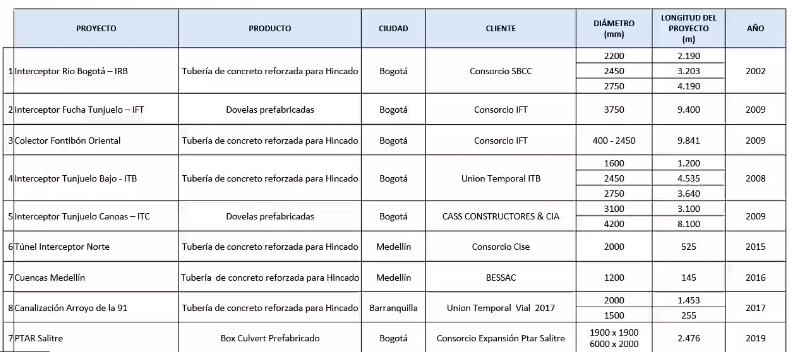 PROYECTO PRODUCTO CIUDAD CLIENTE DIÁMETRO (mm) LONGITUD DEL PROYECTO (m) AÑO
1 Interceptor Rio Bogotá – IRB Tubería de concreto reforzada para Hincado Bogotá Consorcio SBCC 2200 2.190 2002
2450 3.203
2750 4.190
2 Interceptor Fucha Tunjuelo – IFT Dovelas prefabricadas Bogotá Consorcio IFT 3750 9.400 2009
3 Colector Fontibón Oriental Tubería de concreto reforzada para Hincado Bogotá Consorcio IFT 400 - 2450 9.841 2009
4 Interceptor Tunjuelo Bajo - ITB Tubería de concreto reforzada para Hincado Bogotá Union Temporal ITB 1600 1.200 2008
2450 4.535
2750 3.640
5 Interceptor Tunjuelo Canoas – ITC Dovelas prefabricadas Bogotá CASS CONSTRUCTORES & CIA 3100 3.100 2009
4200 8.100
6 Túnel Interceptor Norte Tubería de concreto reforzada para Hincado Medellín Consorcio Cise 2000 525 2015
7 Cuencas Medellín Tubería de concreto reforzada para Hincado Medellín BESSAC 1200 145 2016
8 Canalización Arroyo de la 91 Tubería de concreto reforzada para Hincado Barranquilla Union Temporal Vial 2017 2000 1.453 2017
1500 255
7 PTAR Salitre Box Culvert Prefabricado Bogotá Consorcio Expansión Ptar Salitre 1900 x 1900 2.476 2019
6000 x 2000